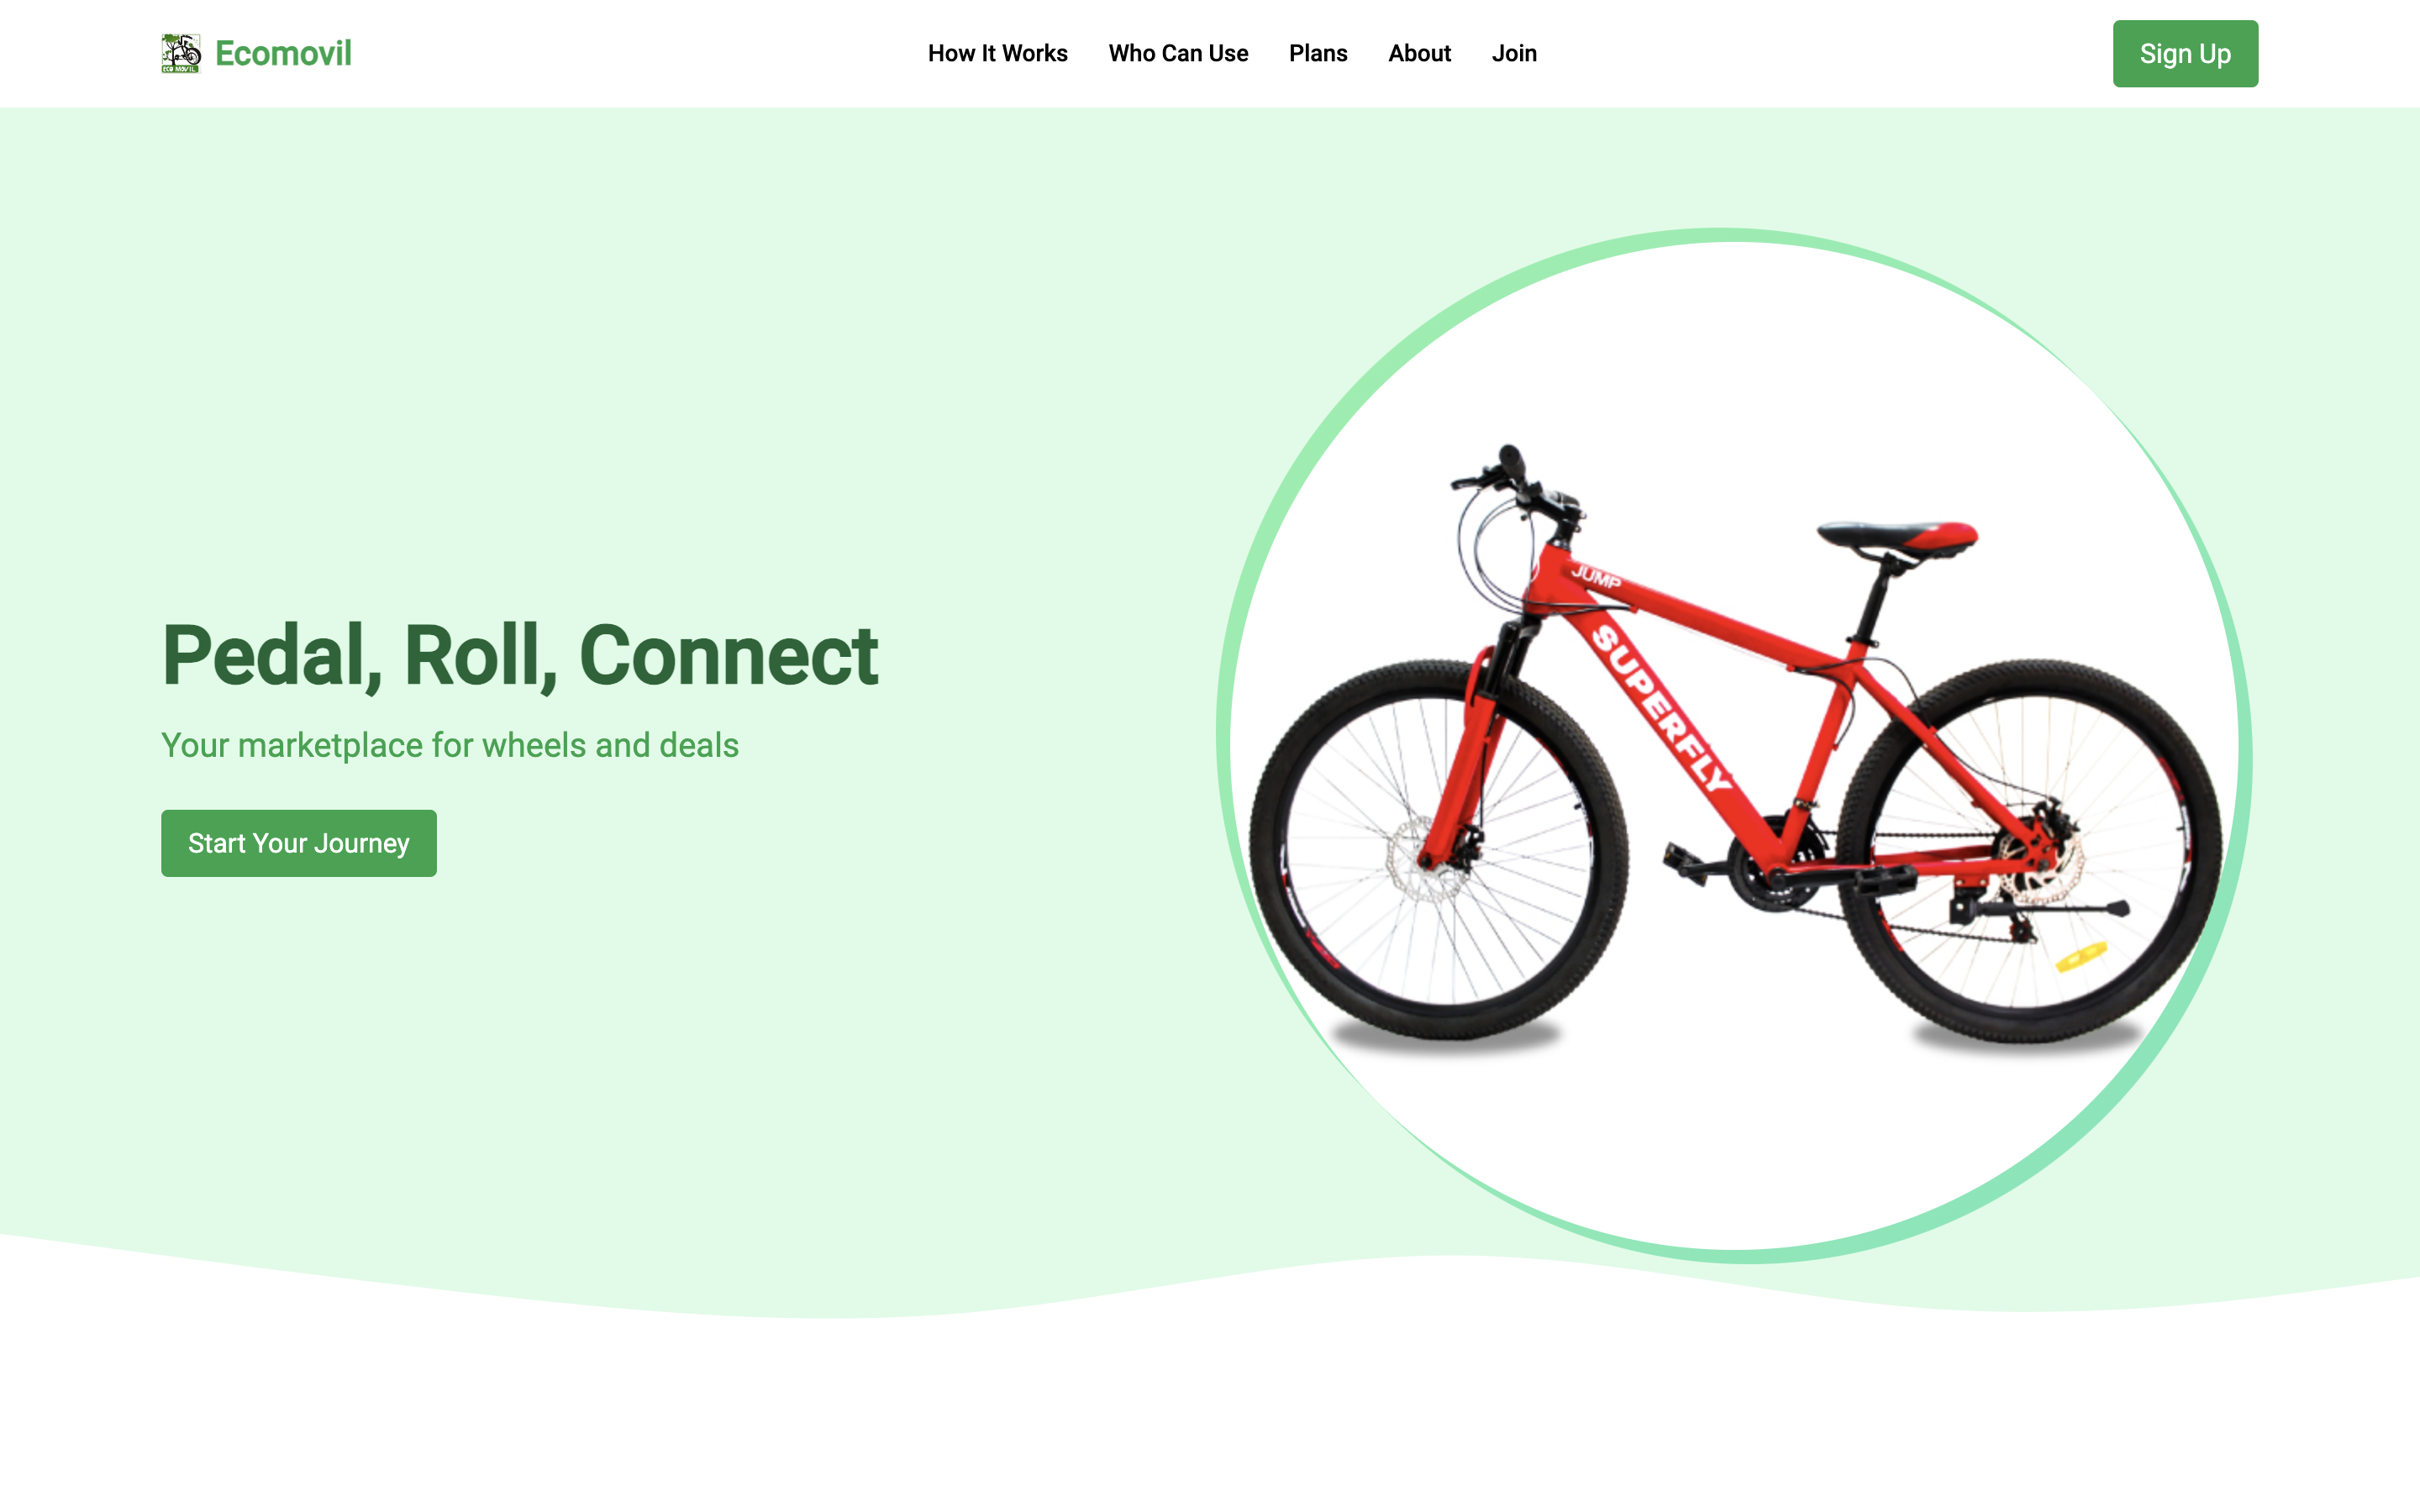 ECO MOVIL
Ecomovil
How It Works
Who Can Use
Plans
About
Join
Sign Up
Pedal, Roll, Connect
Your marketplace for wheels and deals
Start Your Journey
JUMP
SUPERFLY